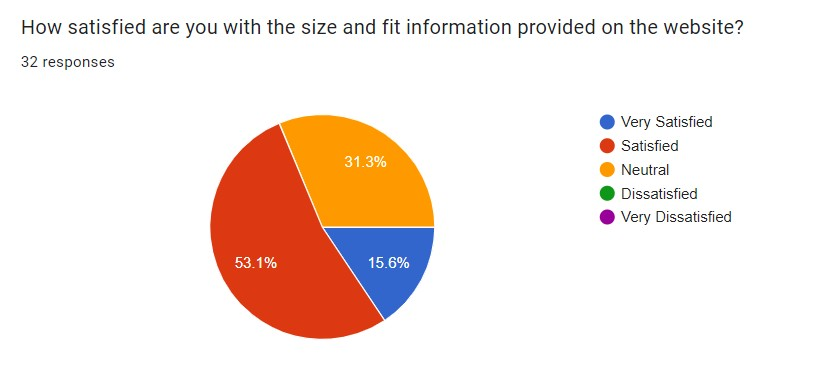 How satisfied are you with the size and fit information provided on the website?
32 responses
Very Satisfied
Satisfied
Neutral
Dissatisfied
Very Dissatisfied
31.3%
53.1%
15.6%